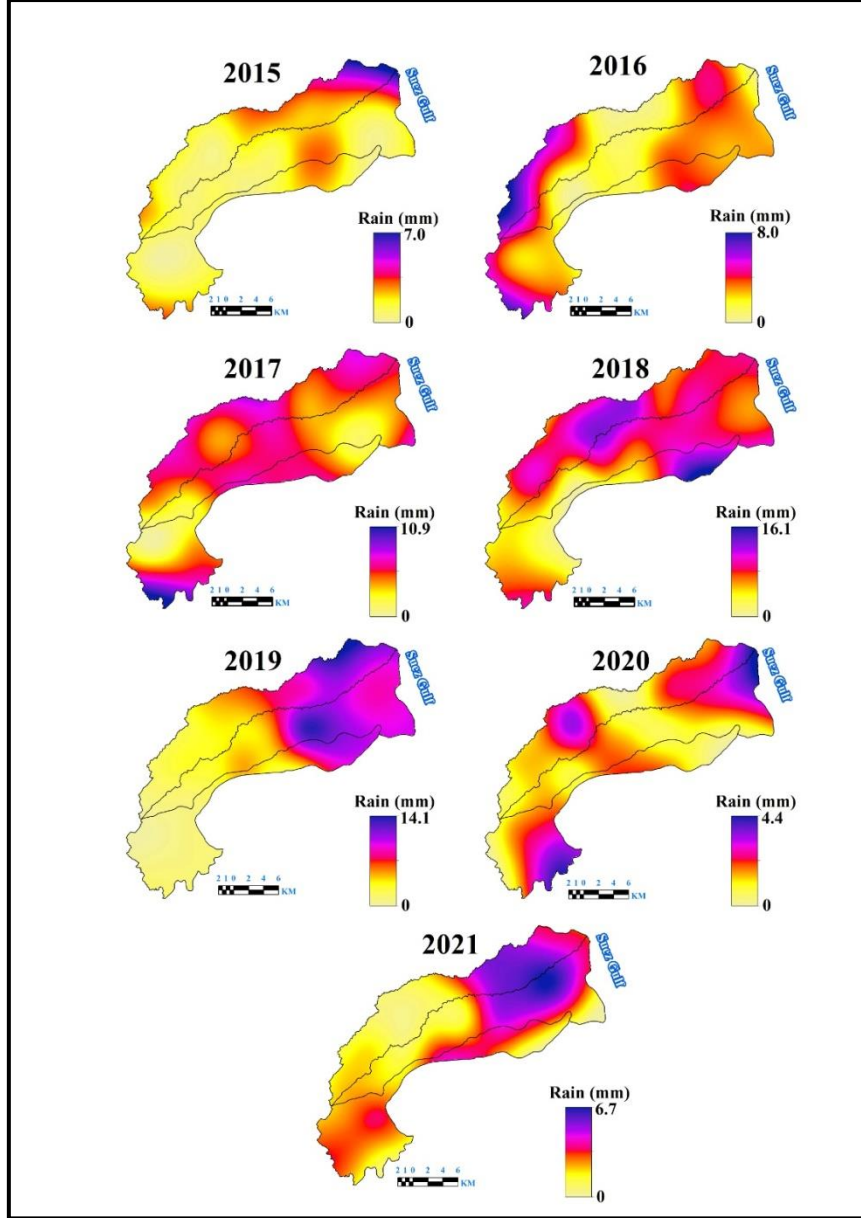 2015
Suez Gulf
Rain (mm)
7.0
0
2 1 0 2 4 6
KM
2016
Suez Gulf
Rain (mm)
8.0
0
2 1 0 2 4 6
KM
2017
Suez Gulf
Rain (mm)
10.9
0
2 1 0 2 4 6
KM
2018
Suez Gulf
Rain (mm)
16.1
0
2 1 0 2 4 6
KM
2019
Suez Gulf
Rain (mm)
14.1
0
2 1 0 2 4 6
KM
2020
Suez Gulf
Rain (mm)
4.4
0
2 1 0 2 4 6
KM
2021
Suez Gulf
Rain (mm)
6.7
0
2 1 0 2 4 6
KM